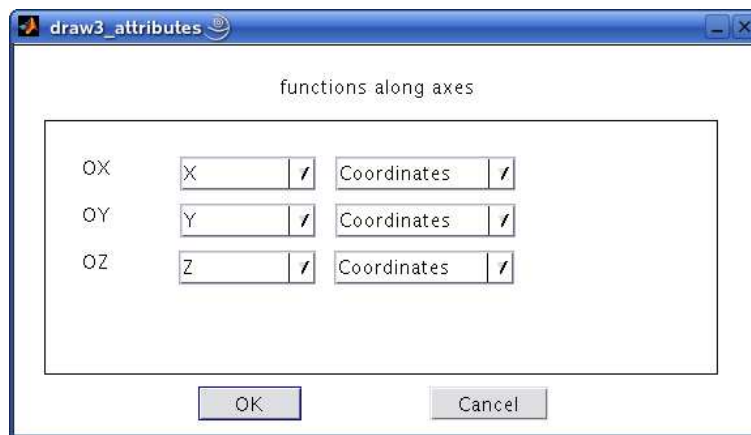 draw3_attributes
functions along axes
OX X Coordinates
OY Y Coordinates
OZ Z Coordinates
OK Cancel